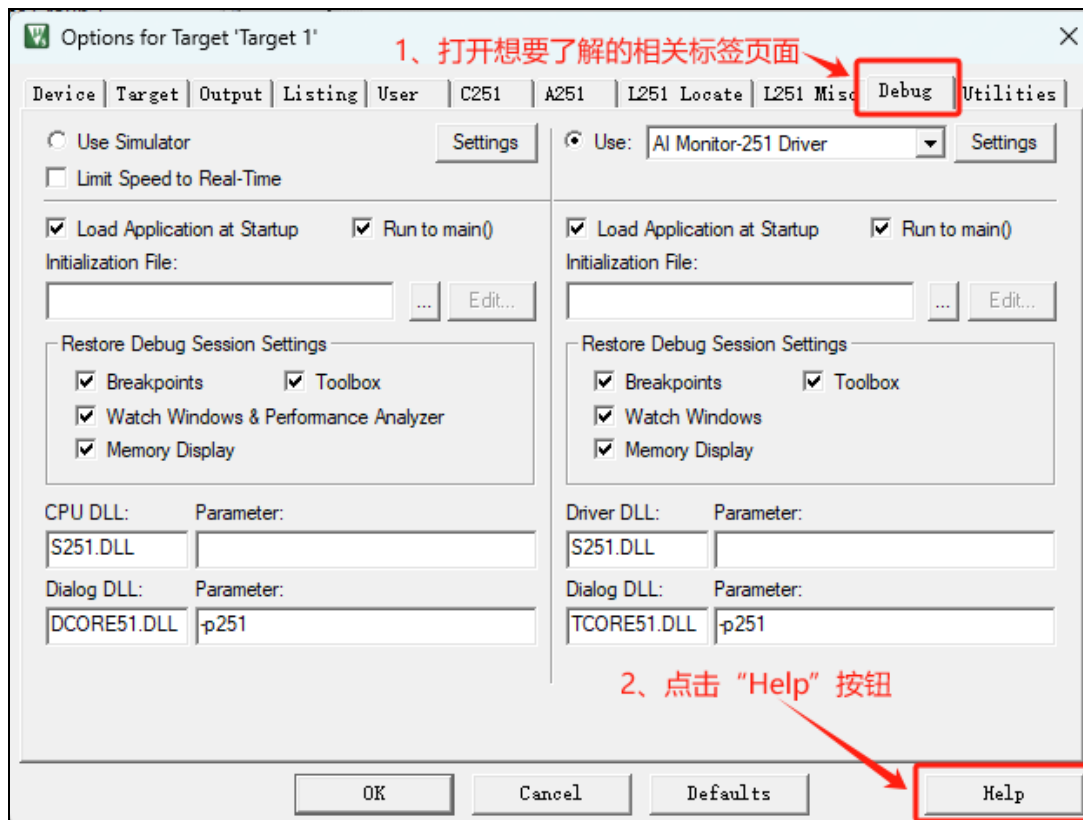 Options for Target 'Target 1'
1、打开想要了解的相关标签页面
Device Target Output Listing User C251 A251 L251 Locate L251 Misc Debug Utilities
Use Simulator Settings Use: AI Monitor-251 Driver Settings
Limit Speed to Real-Time
Load Application at Startup Run to main() Load Application at Startup Run to main()
Initialization File: Initialization File:
... Edit... ... Edit...
Restore Debug Session Settings Restore Debug Session Settings
Breakpoints Toolbox Breakpoints Toolbox
Watch Windows & Performance Analyzer Watch Windows
Memory Display Memory Display
CPU DLL: Parameter: Driver DLL: Parameter:
S251.DLL S251.DLL
Dialog DLL: Parameter: Dialog DLL: Parameter:
DCORE51.DLL -p251 TCORE51.DLL -p251
2、点击“Help”按钮
OK Cancel Defaults Help